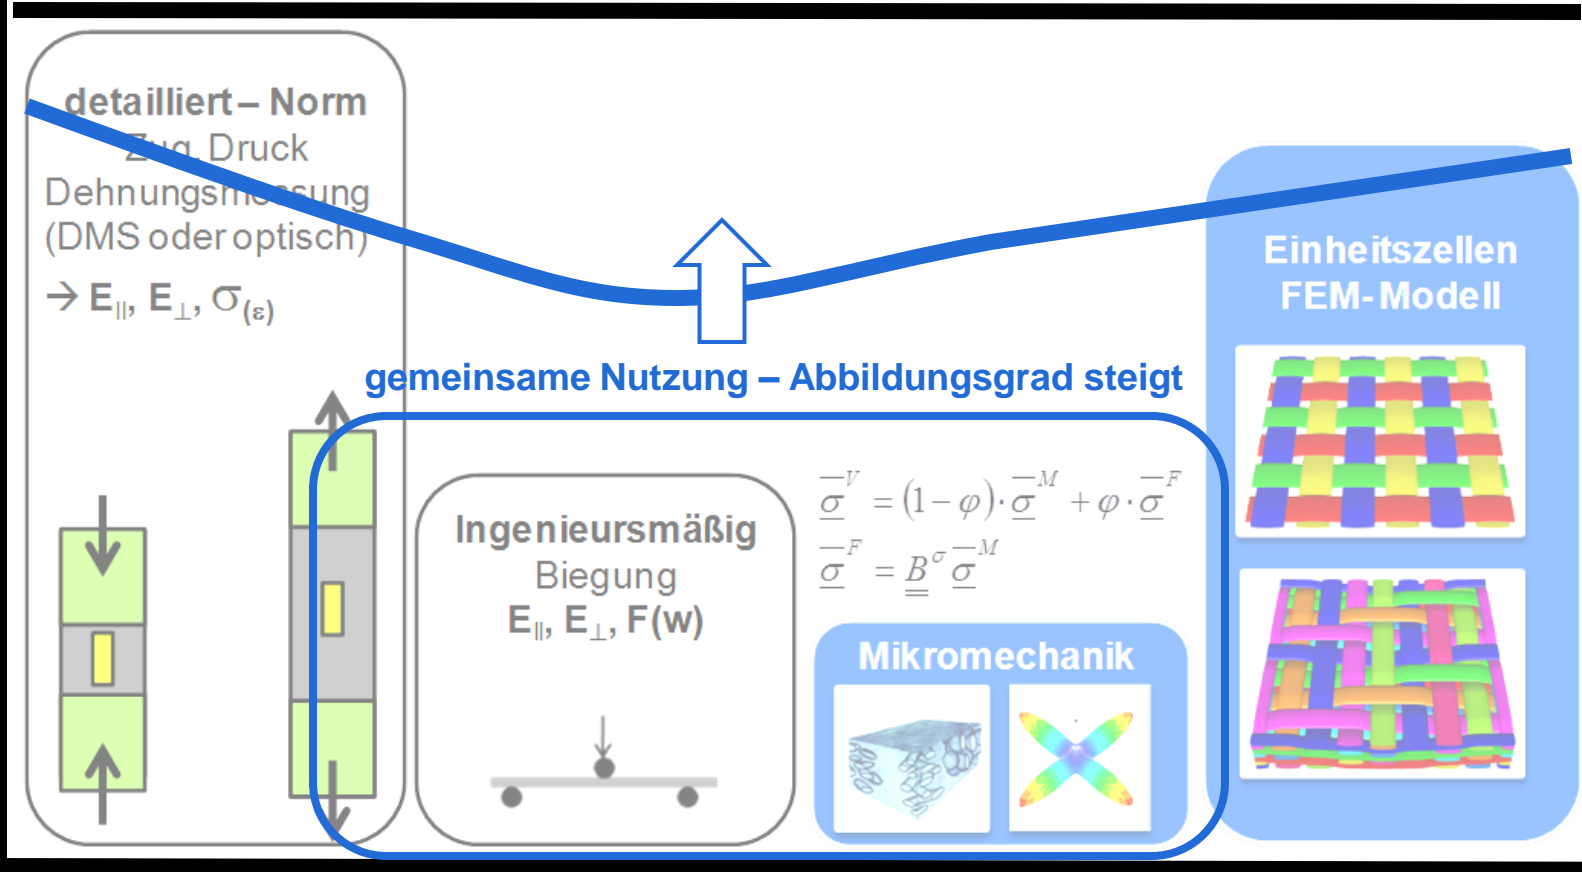 detailliert – Norm
Zug, Druck
Dehnungsmessung
(DMS oder optisch)
→ E∥, E⊥, σ(ε)
gemeinsame Nutzung – Abbildungsgrad steigt
Ingenieursmäßig
Biegung
E∥, E⊥, F(w)
σ̲̅^V = (1 − φ) · σ̲̅^M + φ · σ̲̅^F
σ̲̅^F = B̳^σ σ̲̅^M
Mikromechanik
Einheitszellen
FEM-Modell